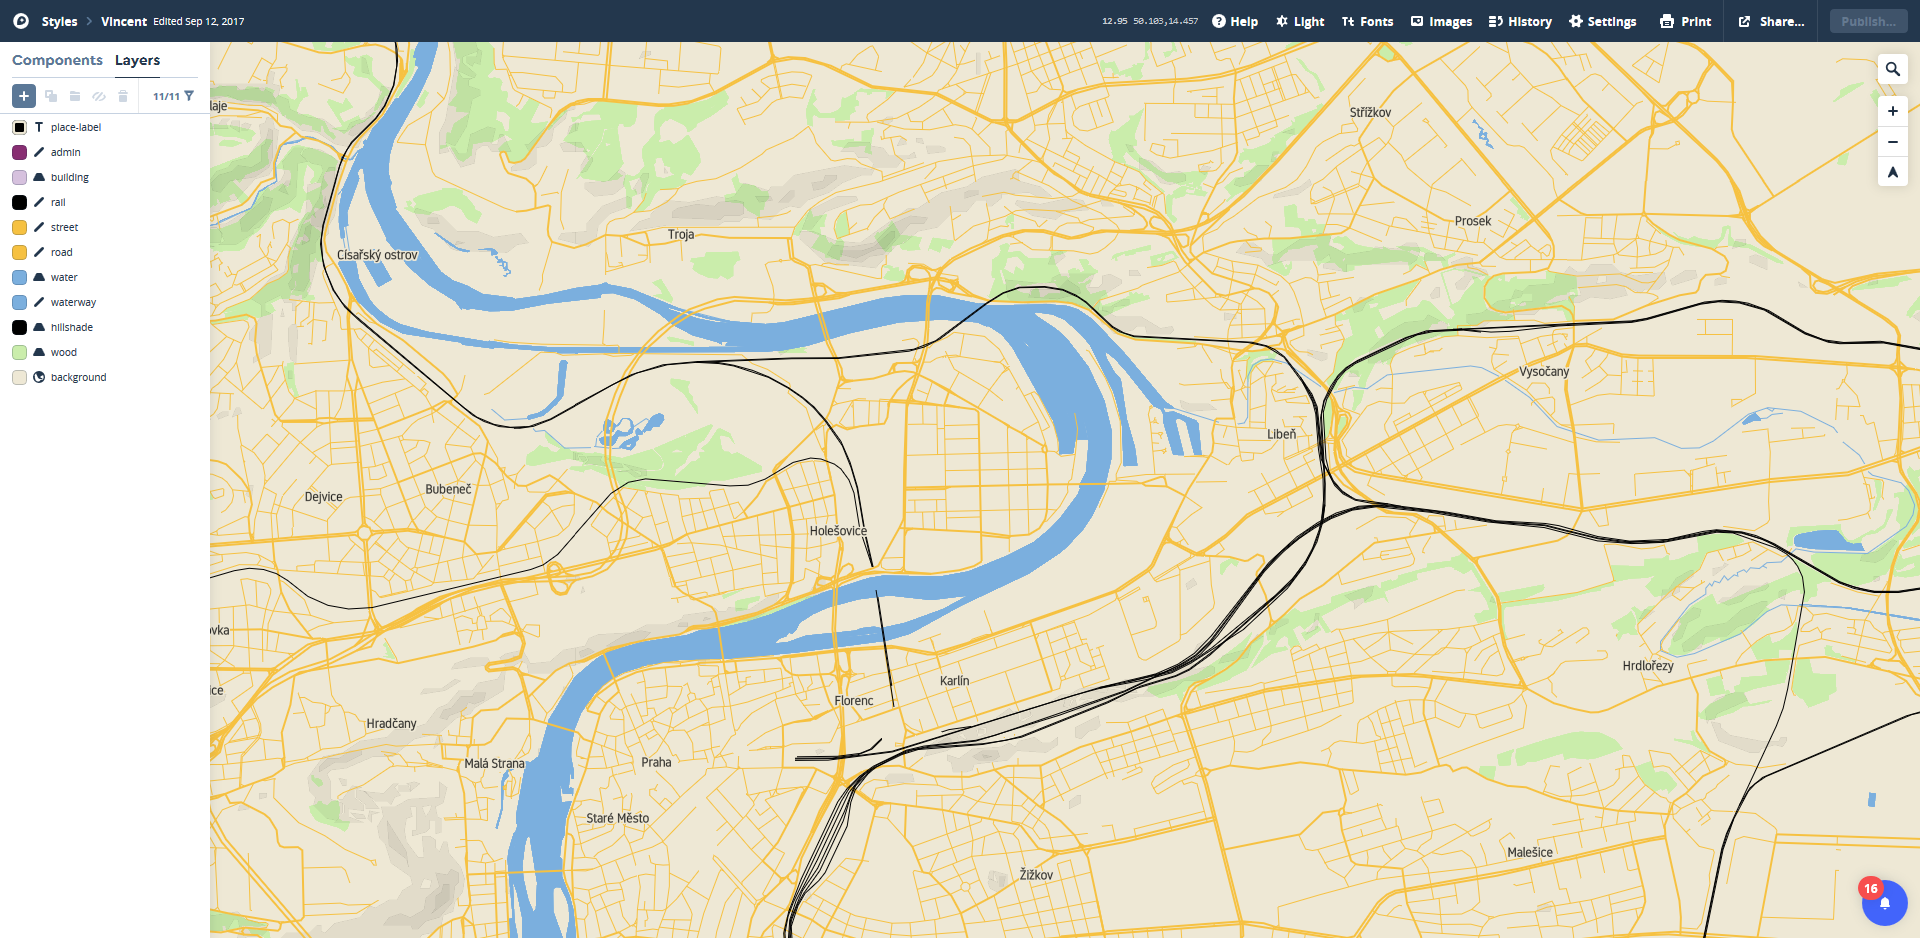 Styles Vincent Edited Sep 12, 2017
12.95 50.103,14.457 Help Light Fonts Images History Settings Print Share... Publish...
Components Layers
11/11
place-label
admin
building
rail
street
road
water
waterway
hillshade
wood
background
laje
Střížkov
Prosek
Troja
Císařský ostrov
Vysočany
Libeň
Bubeneč
Dejvice
Holešovice
ovka
Hrdlořezy
Karlín
ice
Florenc
Hradčany
Malá Strana
Praha
Staré Město
Malešice
Žižkov
16